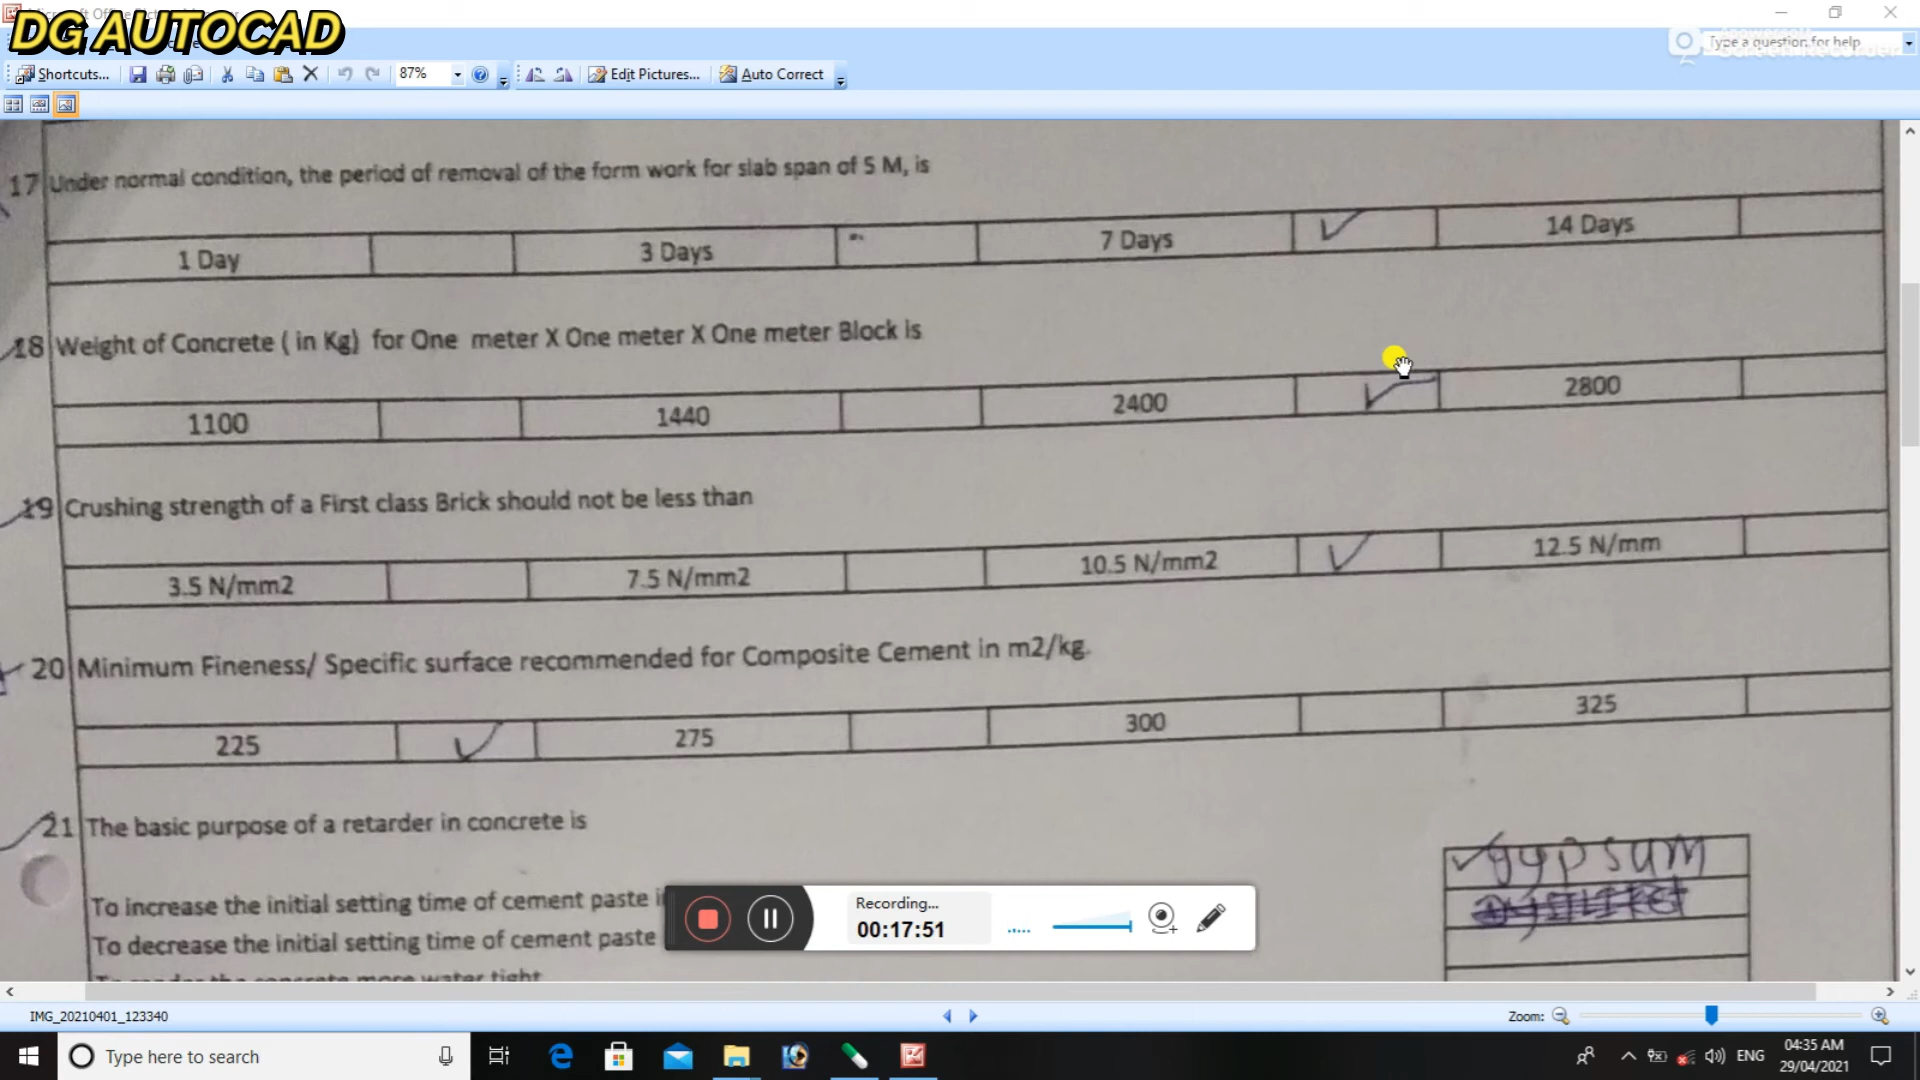 DG AUTOCAD
Type a question for help
Shortcuts...
87%
Edit Pictures...
Auto Correct
17 Under normal condition, the period of removal of the form work for slab span of 5 M, is
1 Day 3 Days 7 Days 14 Days
18 Weight of Concrete ( in Kg) for One meter X One meter X One meter Block is
1100 1440 2400 2800
19 Crushing strength of a First class Brick should not be less than
3.5 N/mm2 7.5 N/mm2 10.5 N/mm2 12.5 N/mm
20 Minimum Fineness/ Specific surface recommended for Composite Cement in m2/kg.
225 275 300 325
21 The basic purpose of a retarder in concrete is
gypsum
To increase the initial setting time of cement paste
To decrease the initial setting time of cement paste
To render the concrete more water tight
Recording...
00:17:51
IMG_20210401_123340
Zoom:
Type here to search
ENG
04:35 AM
29/04/2021